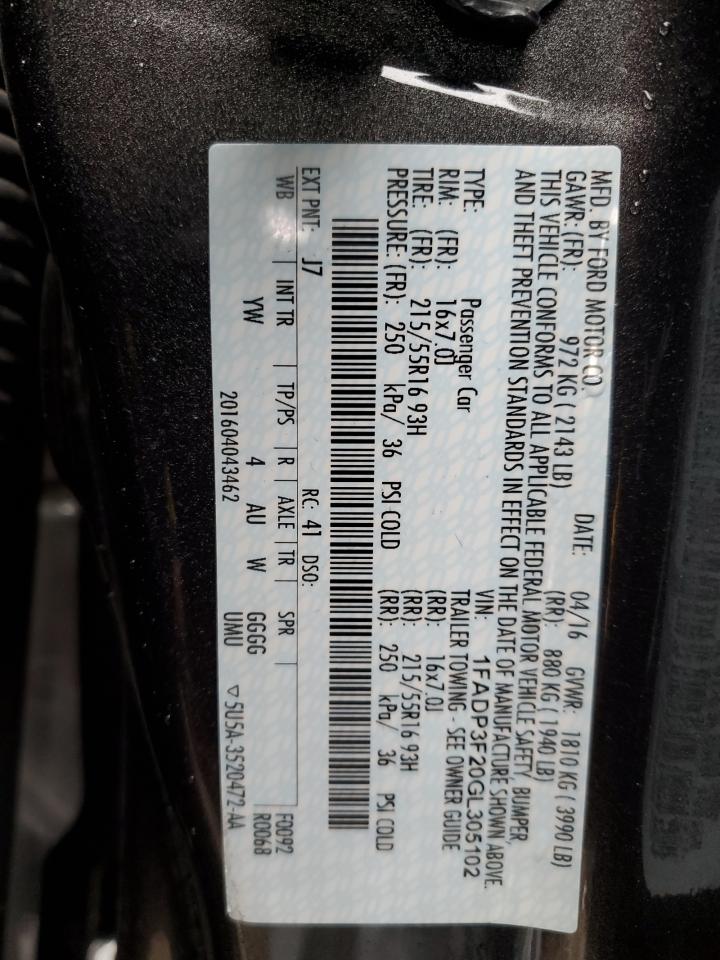 MFD. BY FORD MOTOR CO. DATE: 04/16 GVWR: 1810 KG ( 3990 LB)
GAWR: (FR): 972 KG ( 2143 LB) (RR): 880 KG ( 1940 LB)
THIS VEHICLE CONFORMS TO ALL APPLICABLE FEDERAL MOTOR VEHICLE SAFETY, BUMPER,
AND THEFT PREVENTION STANDARDS IN EFFECT ON THE DATE OF MANUFACTURE SHOWN ABOVE.
VIN: 1FADP3F20GL305102
TYPE: Passenger Car TRAILER TOWING - SEE OWNER GUIDE
RIM: (FR): 16x7.0J (RR): 16x7.0J
TIRE: (FR): 215/55R16 93H (RR): 215/55R16 93H
PRESSURE: (FR): 250 kPa/ 36 PSI COLD (RR): 250 kPa/ 36 PSI COLD
EXT PNT: J7 RC: 41 DSO: F0092
WB INT TR TP/PS R AXLE TR SPR R0068
YW 4 AU W GGGG
UMU
201604043462 ▽5U5A-3520472-AA